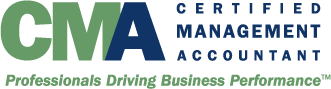 CMA
CERTIFIED
MANAGEMENT
ACCOUNTANT
Professionals Driving Business Performance™